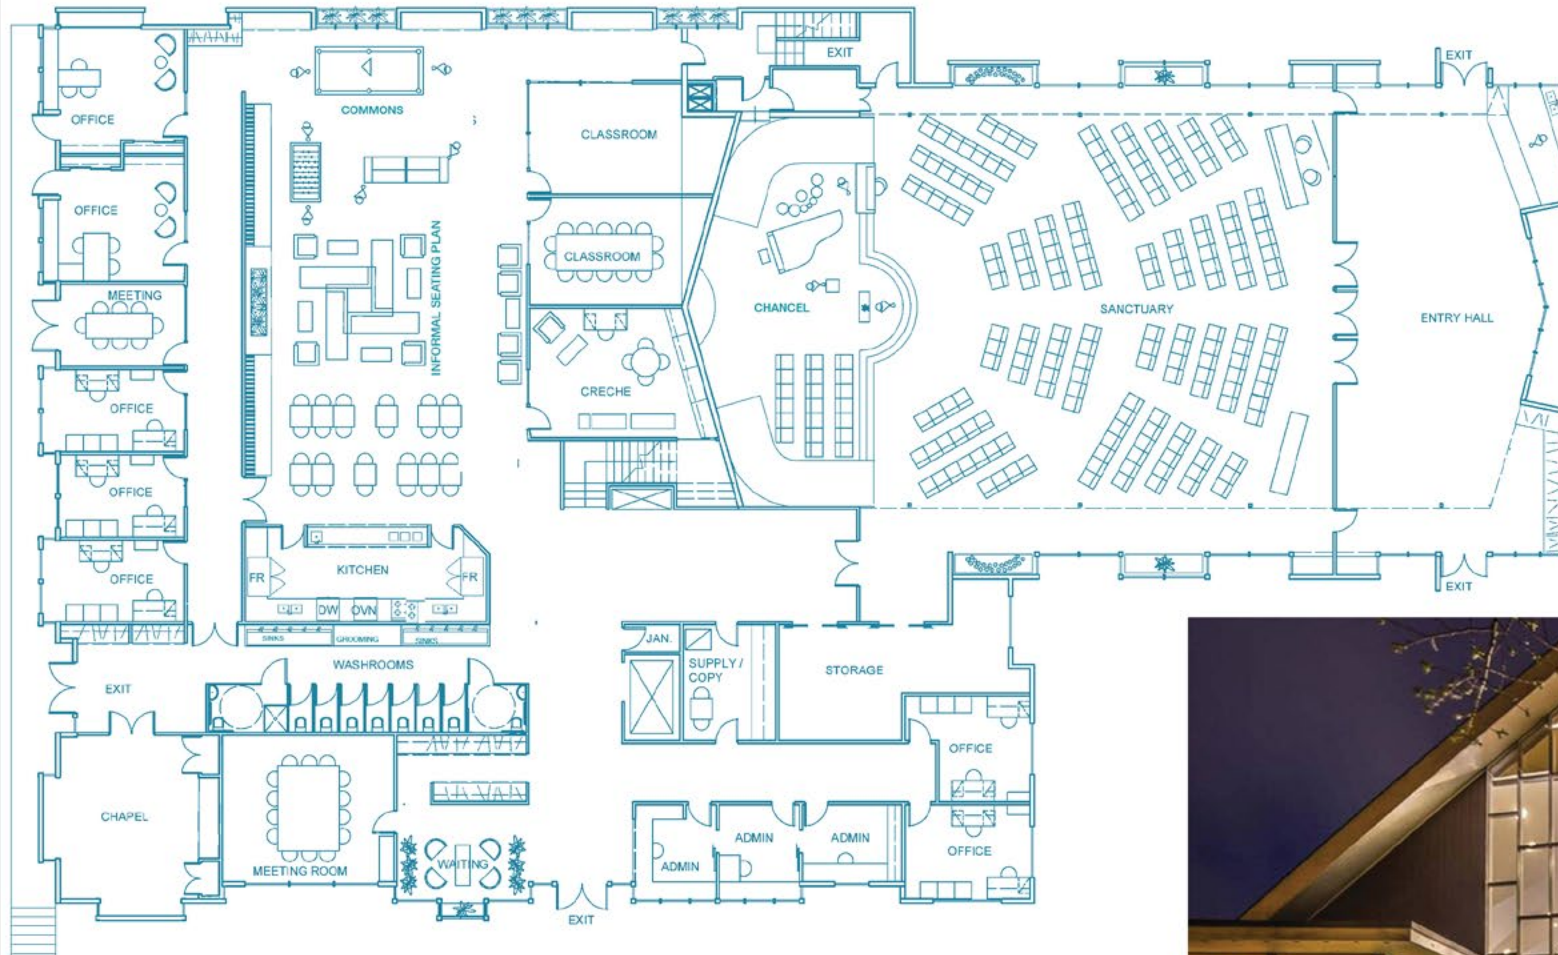 EXIT
EXIT
COMMONS
OFFICE
CLASSROOM
OFFICE
CLASSROOM
INFORMAL SEATING PLAN
MEETING
CHANCEL
SANCTUARY
ENTRY HALL
CRECHE
OFFICE
OFFICE
OFFICE
KITCHEN
FR
FR
DW
OVN
EXIT
SINKS
GROOMING
SINKS
JAN.
WASHROOMS
SUPPLY /
COPY
STORAGE
EXIT
OFFICE
CHAPEL
MEETING ROOM
WAITING
ADMIN
ADMIN
ADMIN
OFFICE
EXIT